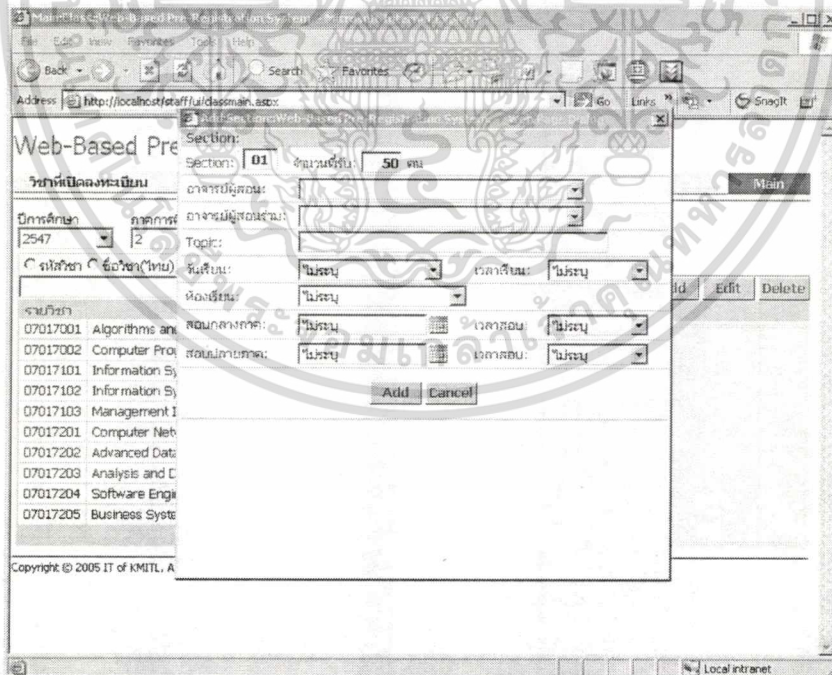 MainClass:Web-Based Pre-Registration System - Microsoft Internet Explorer
File Edit View Favorites Tools Help
Back Search Favorites
Address http://localhost/staff/ui/classmain.aspx Go Links » SnagIt
Web-Based Pre
วิชาที่เปิดลงทะเบียน Main
ปีการศึกษา
2547 2
รหัสวิชา ชื่อวิชา(ไทย)
Edit Delete
รายวิชา
07017001 Algorithms and
07017002 Computer Pro
07017101 Information Sy
07017102 Information Sy
07017103 Management I
07017201 Computer Net
07017202 Advanced Data
07017203 Analysis and D
07017204 Software Engi
07017205 Business Syste
Copyright © 2005 IT of KMITL, A
AddSection:Web-Based Pre-Registration System -- Web Page
Section:
Section: 01 จำนวนที่รับ: 50 คน
อาจารย์ผู้สอน:
อาจารย์ผู้สอนร่วม:
Topic:
วันเรียน: ไม่ระบุ เวลาเรียน: ไม่ระบุ
ห้องเรียน: ไม่ระบุ
สอบกลางภาค: ไม่ระบุ เวลาสอบ: ไม่ระบุ
สอบปลายภาค: ไม่ระบุ เวลาสอบ: ไม่ระบุ
Add Cancel
Local intranet